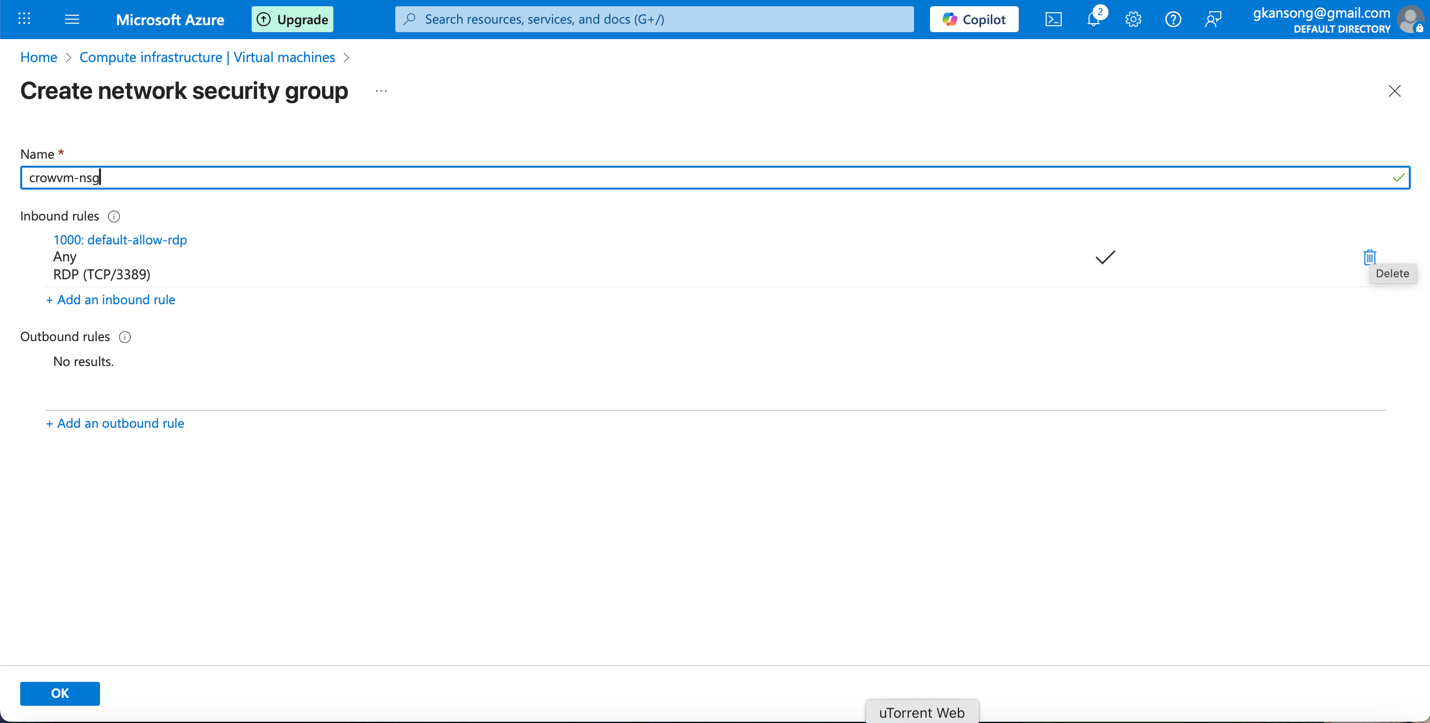 Microsoft Azure
Upgrade
Search resources, services, and docs (G+/)
Copilot
2
gkansong@gmail.com
DEFAULT DIRECTORY
Home > Compute infrastructure | Virtual machines >
Create network security group ...
Name *
crowvm-nsg
Inbound rules
1000: default-allow-rdp
Any
RDP (TCP/3389)
Delete
+ Add an inbound rule
Outbound rules
No results.
+ Add an outbound rule
OK
uTorrent Web